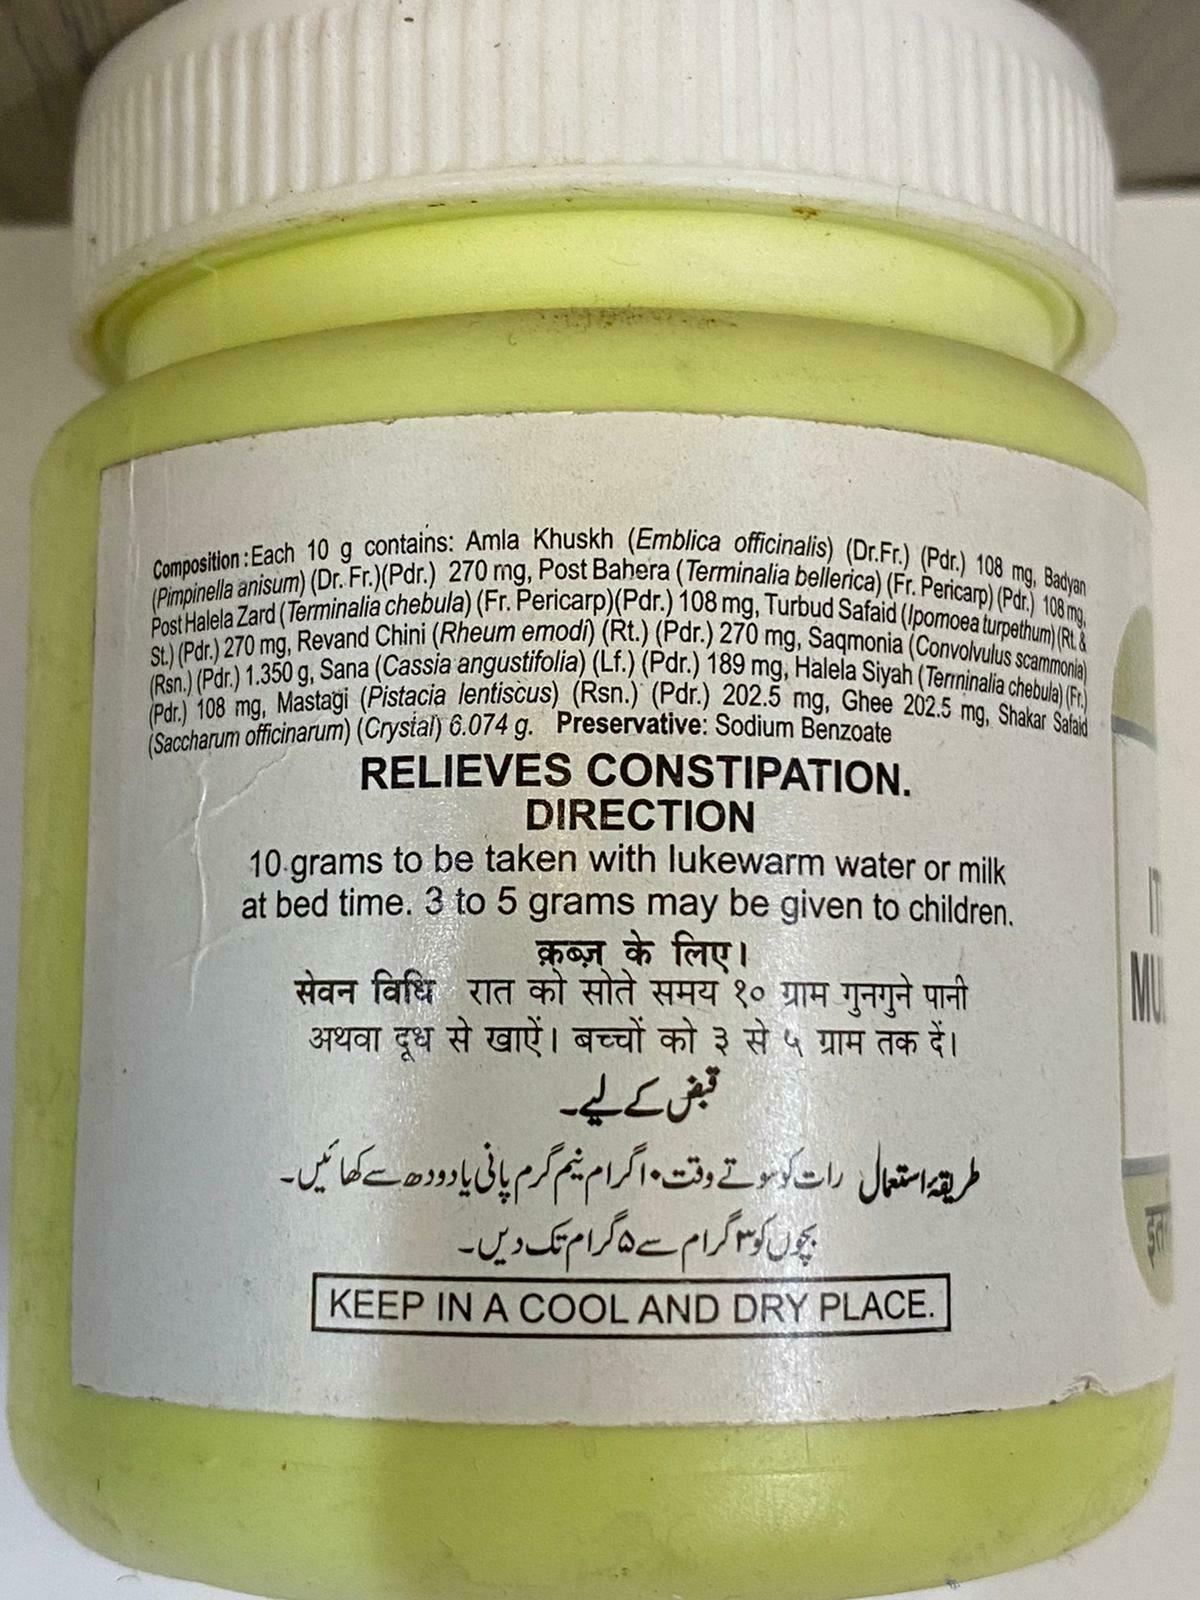 Composition : Each 10 g contains: Amla Khuskh (Emblica officinalis) (Dr.Fr.) (Pdr.) 108 mg, Badyan
(Pimpinella anisum) (Dr. Fr.)(Pdr.) 270 mg, Post Bahera (Terminalia bellerica) (Fr. Pericarp) (Pdr.) 108 mg,
Post Halela Zard (Terminalia chebula) (Fr. Pericarp)(Pdr.) 108 mg, Turbud Safaid (Ipomoea turpethum) (Rt. &
St.) (Pdr.) 270 mg, Revand Chini (Rheum emodi) (Rt.) (Pdr.) 270 mg, Saqmonia (Convolvulus scammonia)
(Rsn.) (Pdr.) 1.350 g, Sana (Cassia angustifolia) (Lf.) (Pdr.) 189 mg, Halela Siyah (Terminalia chebula) (Fr.)
(Pdr.) 108 mg, Mastagi (Pistacia lentiscus) (Rsn.) (Pdr.) 202.5 mg, Ghee 202.5 mg, Shakar Safaid
(Saccharum officinarum) (Crystal) 6.074 g. Preservative: Sodium Benzoate
RELIEVES CONSTIPATION.
DIRECTION
10 grams to be taken with lukewarm water or milk
at bed time. 3 to 5 grams may be given to children.
क़ब्ज़ के लिए।
सेवन विधि रात को सोते समय १० ग्राम गुनगुने पानी
अथवा दूध से खाऐं। बच्चों को ३ से ५ ग्राम तक दें।
قبض کے لیے۔
طریقۂ استعمال رات کو سوتے وقت ۱۰ گرام نیم گرم پانی یا دودھ سے کھائیں۔
بچوں کو ۳ گرام سے ۵ گرام تک دیں۔
KEEP IN A COOL AND DRY PLACE.